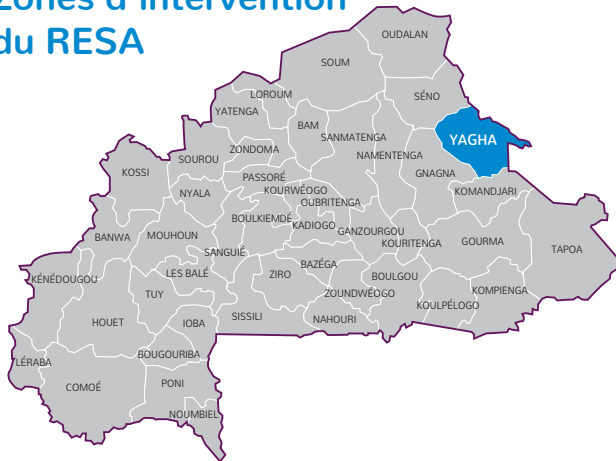 Zones d'intervention
du RESA
OUDALAN
SOUM
SÉNO
LOROUM
YATENGA
BAM
SANMATENGA
YAGHA
ZONDOMA
NAMENTENGA
SOUROU
KOSSI
GNAGNA
PASSORÉ
KOMANDJARI
NYALA
KOURWÉOGO
OUBRITENGA
BOULKIEMDÉ
KADIOGO
GANZOURGOU
BANWA
MOUHOUN
KOURITENGA
GOURMA
TAPOA
SANGUIÉ
BAZÉGA
KÉNÉDOUGOU
LES BALÉ
ZIRO
BOULGOU
TUY
ZOUNDWÉOGO
KOMPIENGA
KOULPÉLOGO
SISSILI
NAHOURI
HOUET
IOBA
BOUGOURIBA
LÉRABA
COMOÉ
PONI
NOUMBIEL